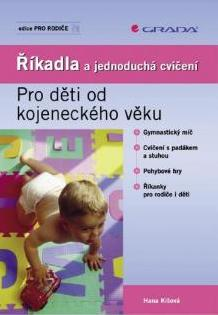 edice PRO RODIČE
GRADA
Říkadla a jednoduchá cvičení
Pro děti od
kojeneckého věku
Gymnastický míč
Cvičení s padákem
a stuhou
Pohybové hry
Říkanky
pro rodiče i děti
Hana Kišová